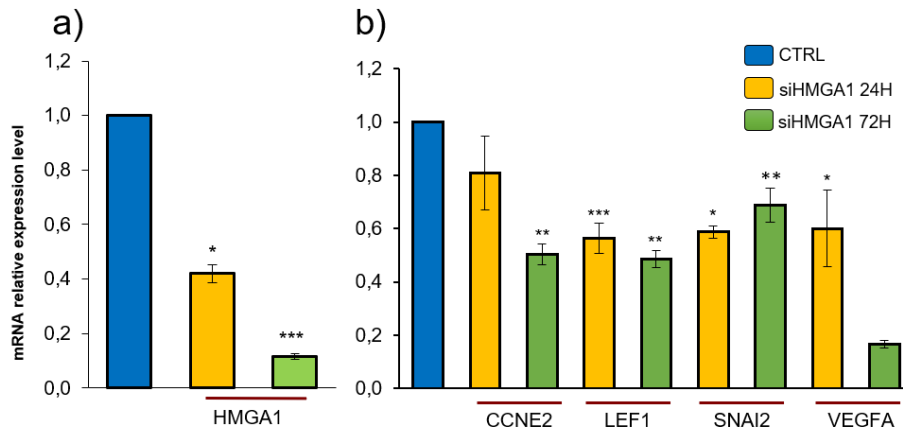 a)
mRNA relative expression level
1,2
1,0
0,8
0,6
0,4
0,2
0,0
*
***
HMGA1
b)
CTRL
siHMGA1 24H
siHMGA1 72H
1,2
1,0
0,8
0,6
0,4
0,2
0,0
**
***
**
*
**
*
CCNE2 LEF1 SNAI2 VEGFA